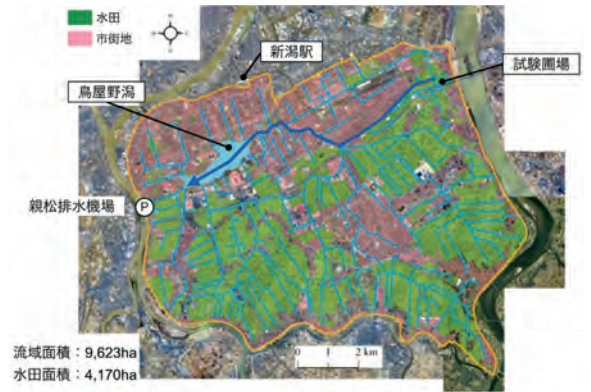 水田
市街地
新潟駅
試験圃場
鳥屋野潟
親松排水機場
P
流域面積：9,623ha
水田面積：4,170ha
0 1 2 km